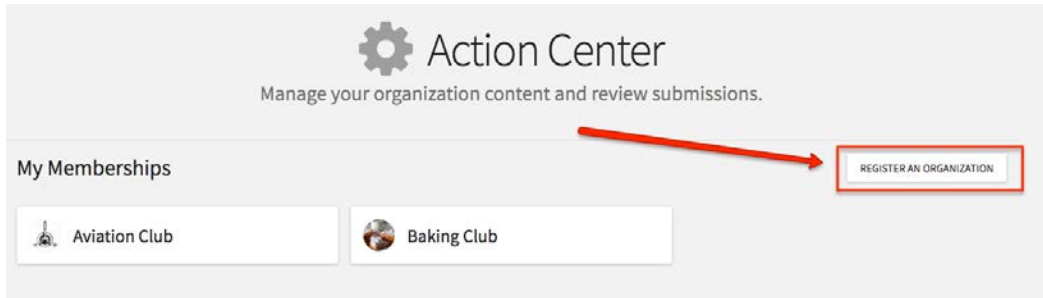 Action Center
Manage your organization content and review submissions.
My Memberships
REGISTER AN ORGANIZATION
Aviation Club
Baking Club